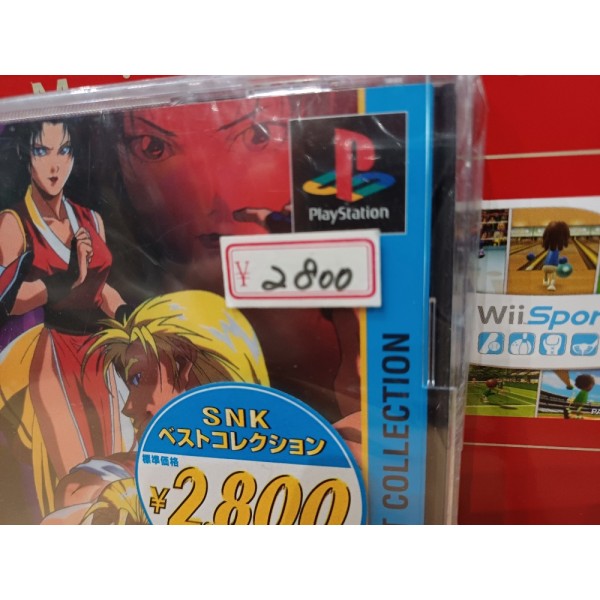 PlayStation
¥ 2800
SNK
ベストコレクション
標準価格
¥2,800
T COLLECTION
Wii Spor